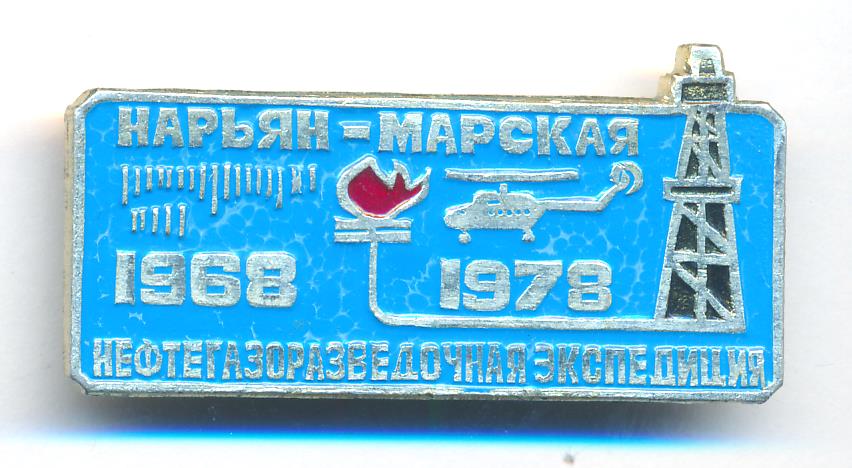 НАРЬЯН-МАРСКАЯ
1968 1978
НЕФТЕГАЗОРАЗВЕДОЧНАЯ ЭКСПЕДИЦИЯ